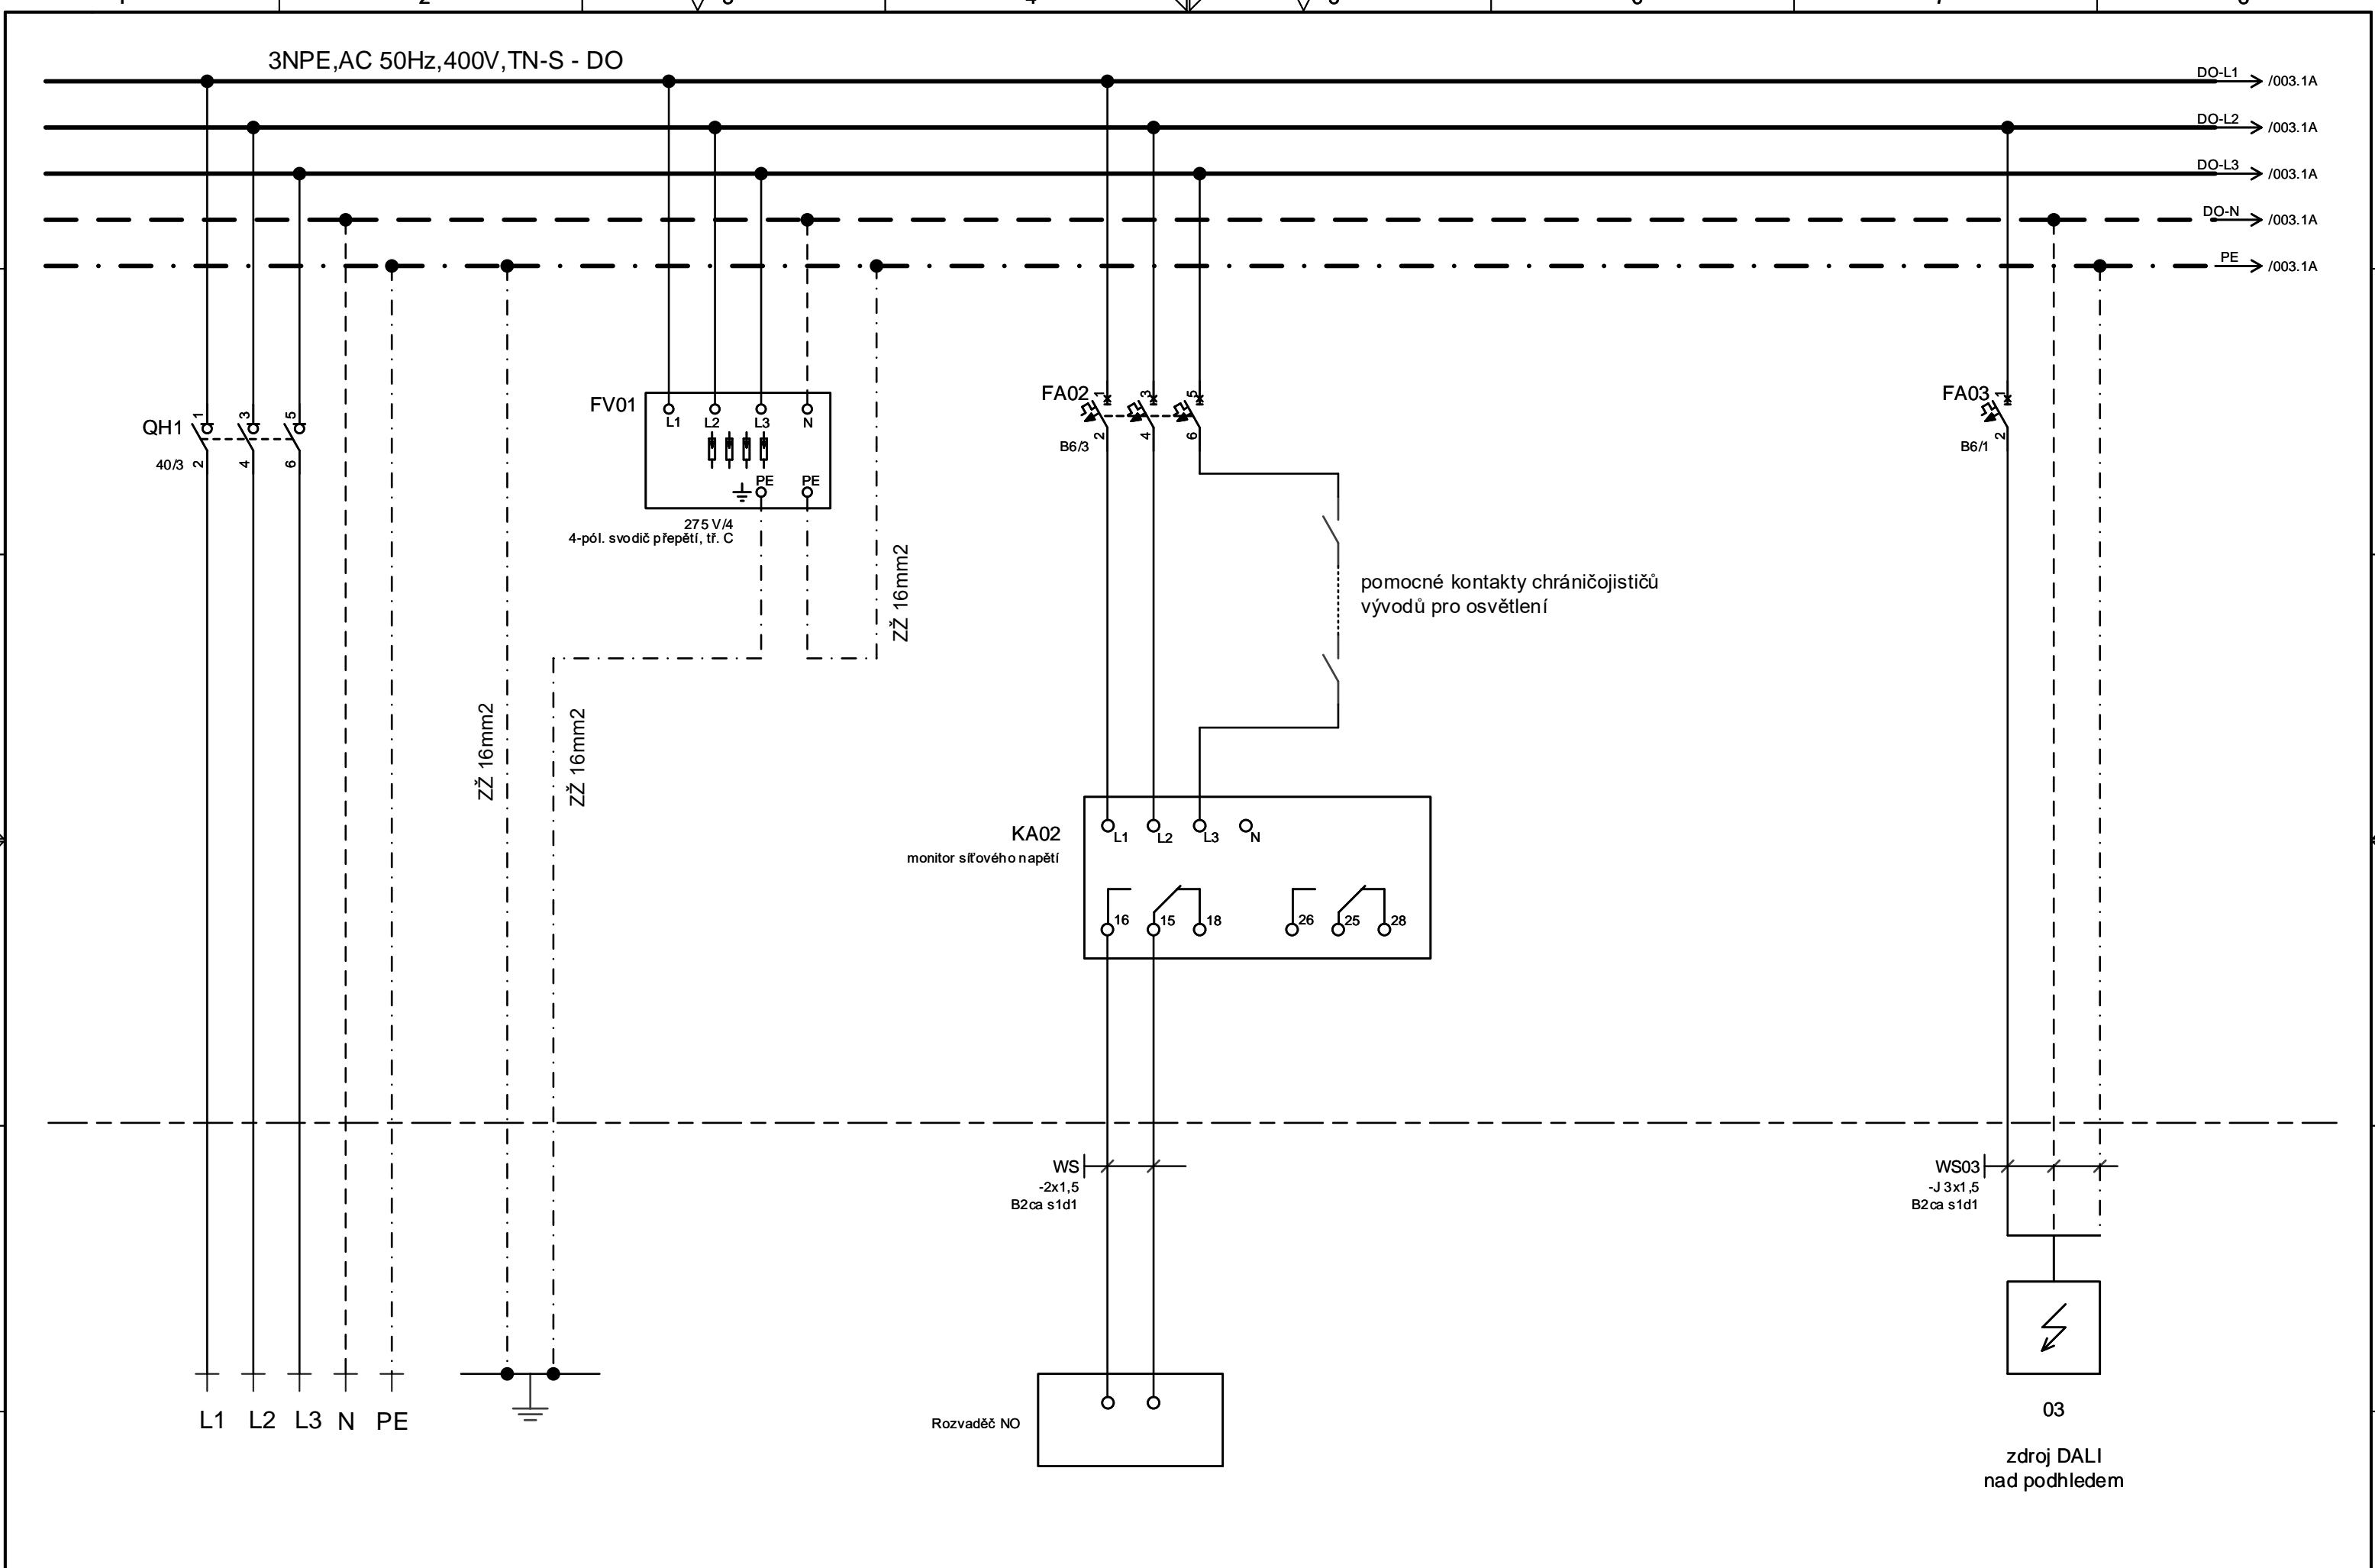 3NPE,AC 50Hz,400V,TN-S - DO
DO-L1 /003.1A
DO-L2 /003.1A
DO-L3 /003.1A
DO-N /003.1A
PE /003.1A
QH1
40/3
1 3 5
2 4 6
FV01
L1 L2 L3 N
PE PE
275 V/4
4-pól. svodič přepětí, tř. C
ZŽ 16mm2
ZŽ 16mm2
ZŽ 16mm2
FA02
B6/3
1 3 5
2 4 6
pomocné kontakty chráničojističů
vývodů pro osvětlení
FA03
B6/1
1
2
KA02
monitor síťového napětí
L1 L2 L3 N
16 15 18 26 25 28
WS
-2x1,5
B2ca s1d1
WS03
-J 3x1,5
B2ca s1d1
L1 L2 L3 N PE
Rozvaděč NO
03
zdroj DALI
nad podhledem